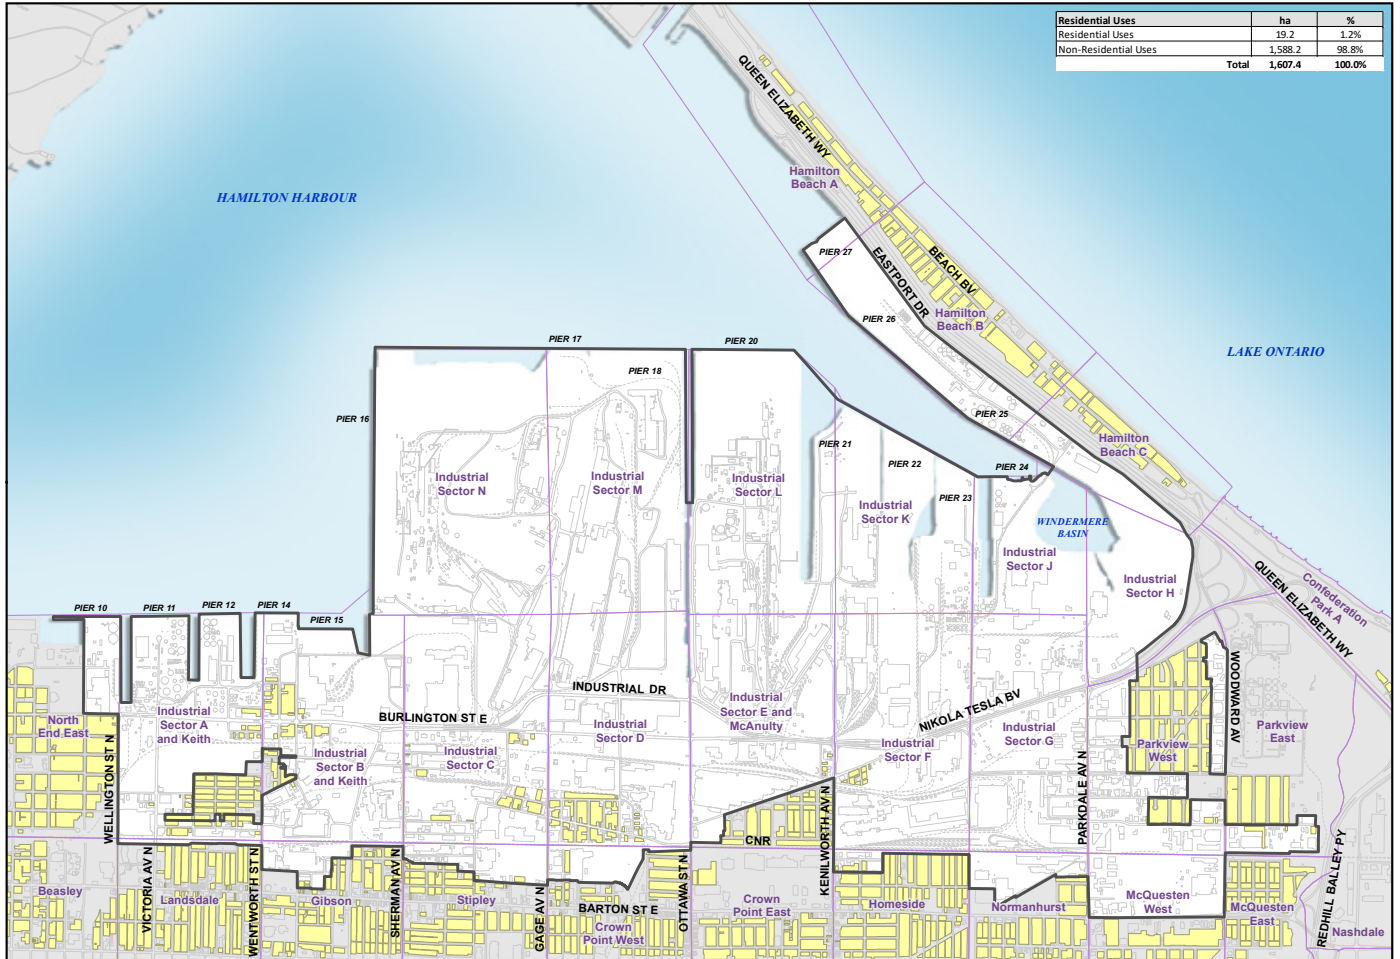 Residential Uses ha %
Residential Uses 19.2 1.2%
Non-Residential Uses 1,588.2 98.8%
Total 1,607.4 100.0%
QUEEN ELIZABETH WY
HAMILTON HARBOUR
Hamilton
Beach A
PIER 27
EASTPORT DR
BEACH BV
PIER 26
Hamilton
Beach B
LAKE ONTARIO
PIER 17
PIER 20
PIER 18
PIER 16
PIER 25
PIER 21
Hamilton
Beach C
PIER 22
PIER 24
PIER 23
Industrial
Sector N
Industrial
Sector M
Industrial
Sector L
Industrial
Sector K
WINDERMERE
BASIN
Industrial
Sector J
Industrial
Sector H
QUEEN ELIZABETH WY
Confederation
Park A
PIER 10
PIER 11
PIER 12
PIER 14
PIER 15
WOODWARD AV
INDUSTRIAL DR
BURLINGTON ST E
NIKOLA TESLA BV
North
End East
WELLINGTON ST N
Industrial
Sector A
and Keith
Industrial
Sector B
and Keith
Industrial
Sector C
Industrial
Sector D
Industrial
Sector E and
McAnulty
Industrial
Sector F
Industrial
Sector G
PARKDALE AV N
Parkview
West
Parkview
East
KENILWORTH AV N
CNR
REDHILL BALLEY PY
Beasley
VICTORIA AV N
Landsdale
WENTWORTH ST N
Gibson
SHERMAN AV N
Stipley
GAGE AV N
BARTON ST E
Crown
Point West
OTTAWA ST N
Crown
Point East
Homeside
Normanhurst
McQuesten
West
McQuesten
East
Nashdale